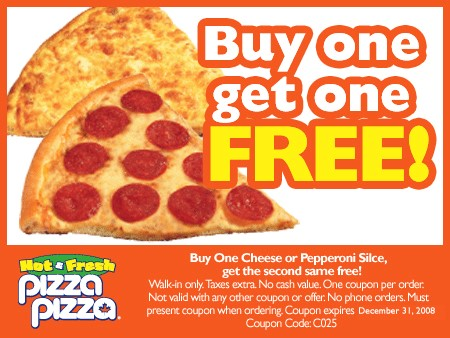 Buy one
get one
FREE!
Hot & Fresh
pizza
pizza
Buy One Cheese or Pepperoni Silce,
get the second same free!
Walk-in only. Taxes extra. No cash value. One coupon per order.
Not valid with any other coupon or offer. No phone orders. Must
present coupon when ordering. Coupon expires December 31, 2008
Coupon Code: C025